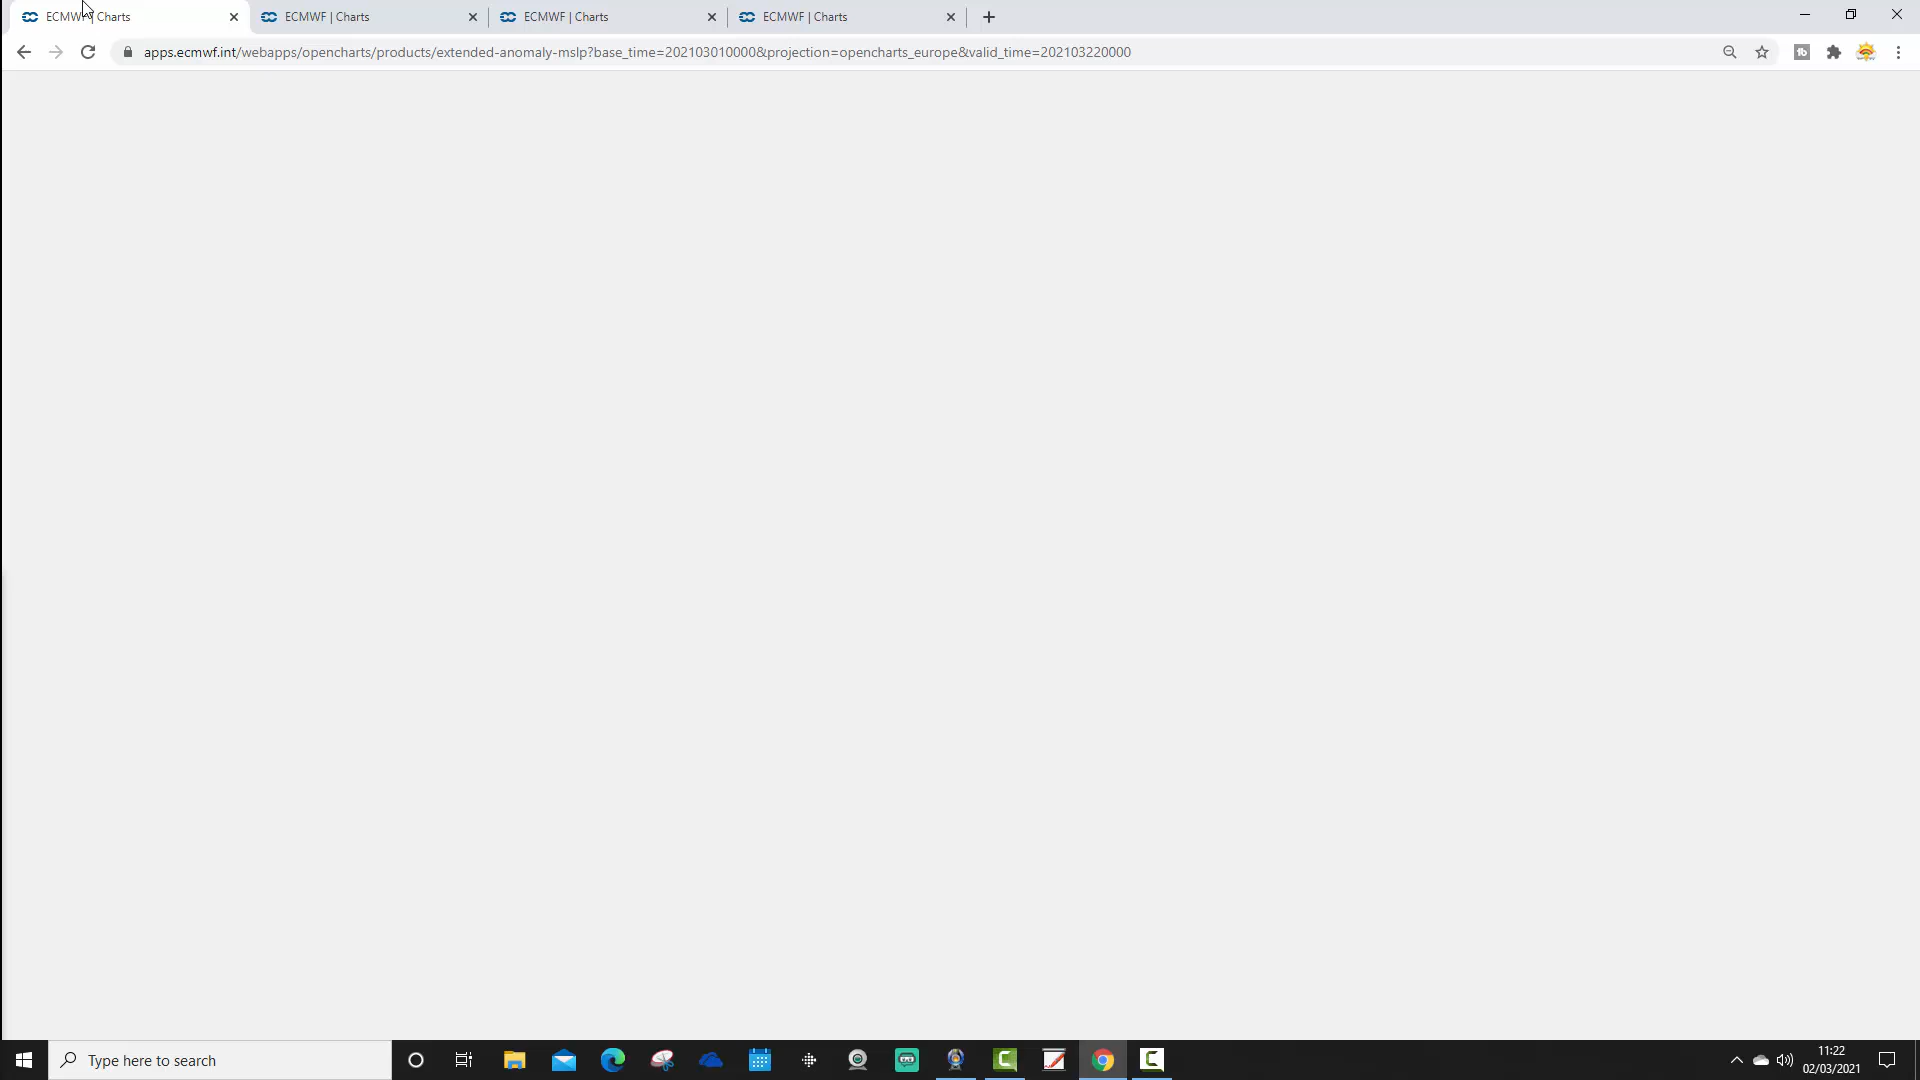 ECMWF | Charts
ECMWF | Charts
ECMWF | Charts
ECMWF | Charts
apps.ecmwf.int/webapps/opencharts/products/extended-anomaly-mslp?base_time=202103010000&projection=opencharts_europe&valid_time=202103220000
Type here to search
11:22
02/03/2021